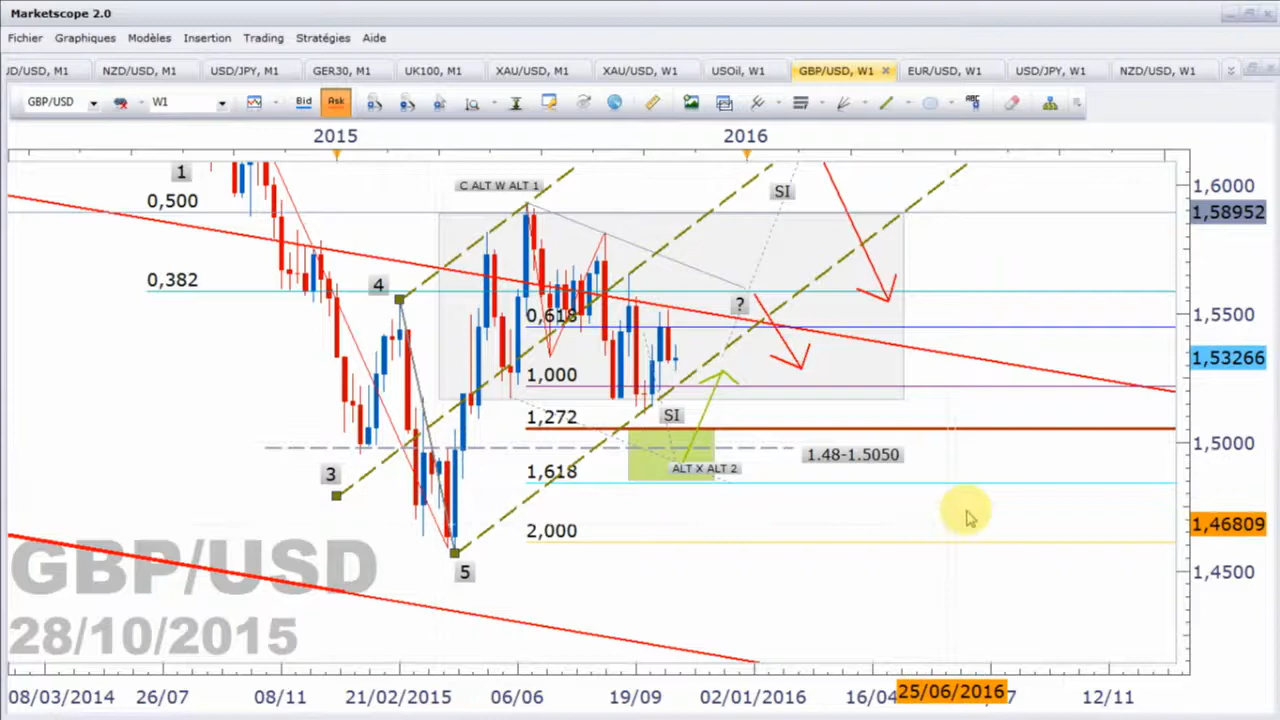 Marketscope 2.0
Fichier Graphiques Modèles Insertion Trading Stratégies Aide
JD/USD, M1 NZD/USD, M1 USD/JPY, M1 GER30, M1 UK100, M1 XAU/USD, M1 XAU/USD, W1 USOil, W1 GBP/USD, W1 EUR/USD, W1 USD/JPY, W1 NZD/USD, W1
GBP/USD W1 Bid Ask ABC
2015 2016
1
C ALT W ALT 1
SI
1,6000
0,500
1,58952
4
0,382
?
1,5500
0,618
1,53266
1,000
SI
1,272
1,5000
1.48-1.5050
3
1,618
ALT X ALT 2
2,000
1,46809
5
1,4500
GBP/USD
28/10/2015
08/03/2014 26/07 08/11 21/02/2015 06/06 19/09 02/01/2016 16/04 25/06/2016 12/11